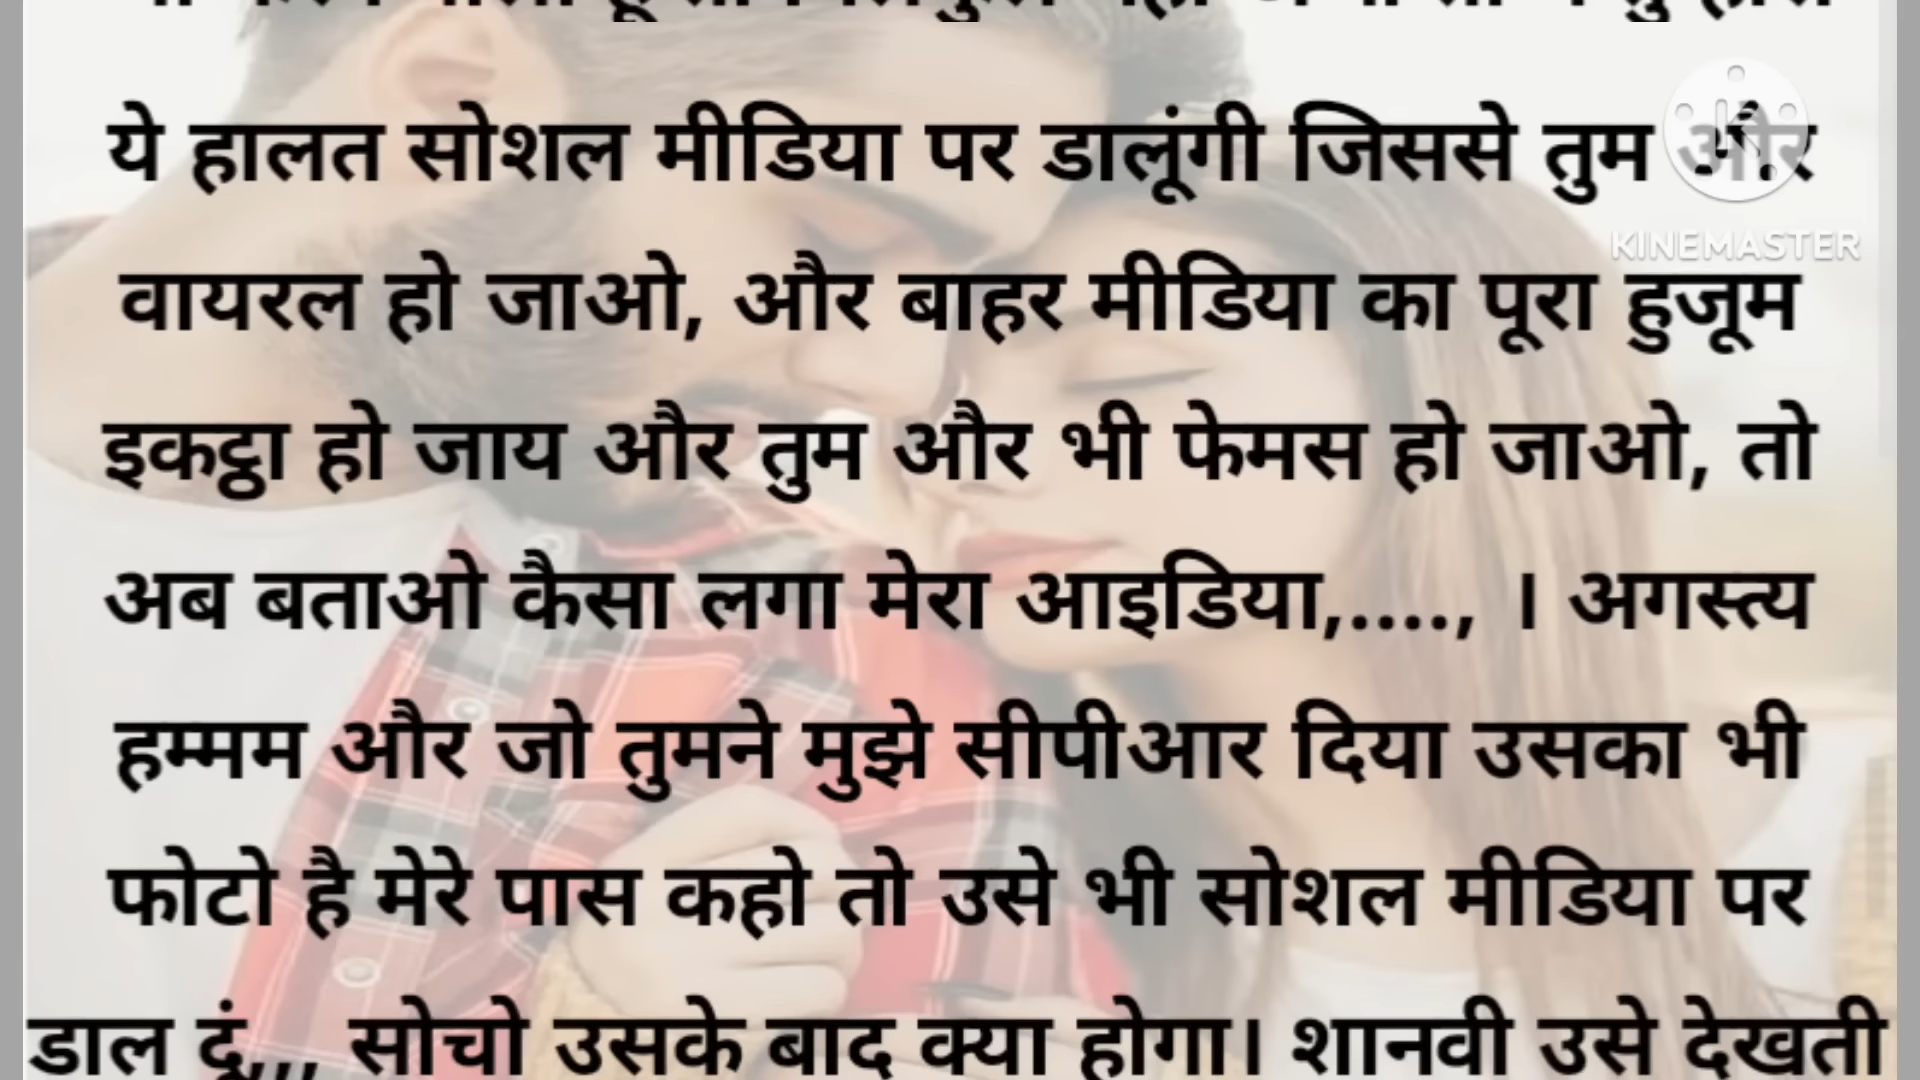 ये हालत सोशल मीडिया पर डालूंगी जिससे तुम और
KINEMASTER
वायरल हो जाओ, और बाहर मीडिया का पूरा हुजूम
इकट्ठा हो जाय और तुम और भी फेमस हो जाओ, तो
अब बताओ कैसा लगा मेरा आइडिया,...., । अगस्त्य
हम्मम और जो तुमने मुझे सीपीआर दिया उसका भी
फोटो है मेरे पास कहो तो उसे भी सोशल मीडिया पर
डाल दूं,,, सोचो उसके बाद क्या होगा। शानवी उसे देखती